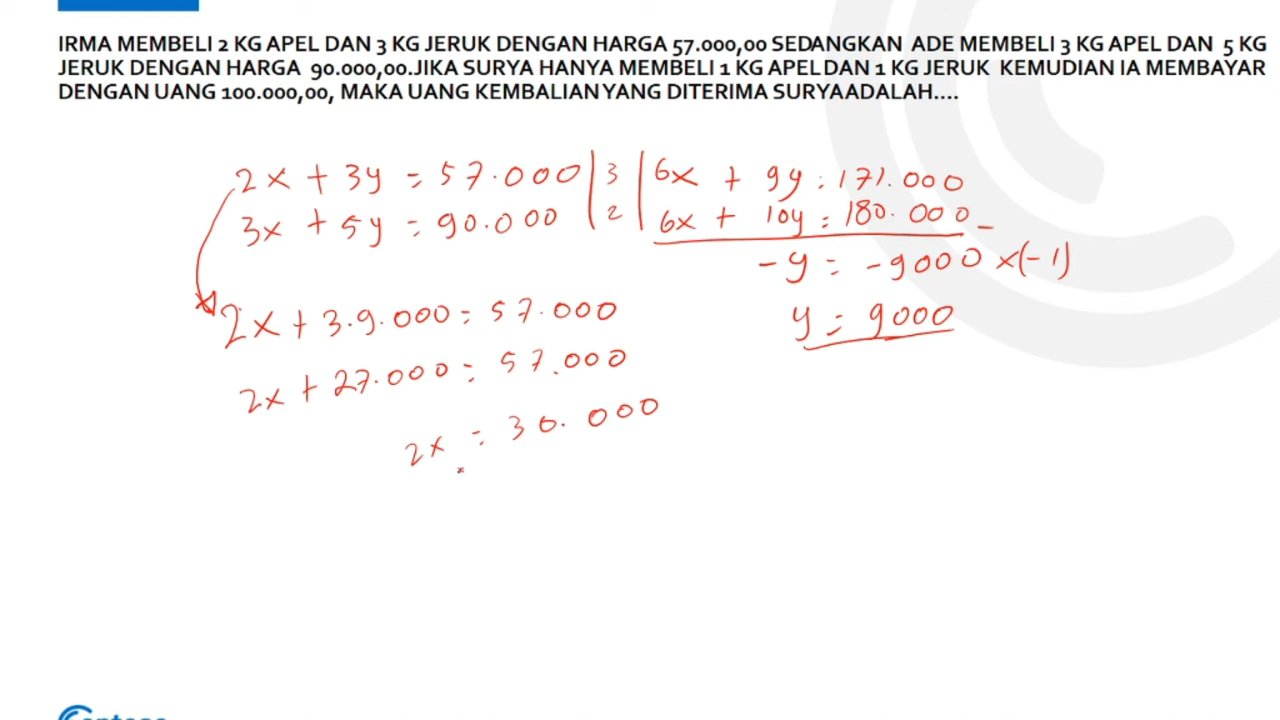 IRMA MEMBELI 2 KG APEL DAN 3 KG JERUK DENGAN HARGA 57.000,00 SEDANGKAN ADE MEMBELI 3 KG APEL DAN 5 KG
JERUK DENGAN HARGA 90.000,00.JIKA SURYA HANYA MEMBELI 1 KG APEL DAN 1 KG JERUK KEMUDIAN IA MEMBAYAR
DENGAN UANG 100.000,00, MAKA UANG KEMBALIAN YANG DITERIMA SURYA ADALAH....
2x + 3y = 57.000 | 3 | 6x + 9y = 171.000
3x + 5y = 90.000 | 2 | 6x + 10y = 180.000 -
-y = -9000 x(-1)
y = 9000
2x + 3.9.000 = 57.000
2x + 27.000 = 57.000
2x = 30.000